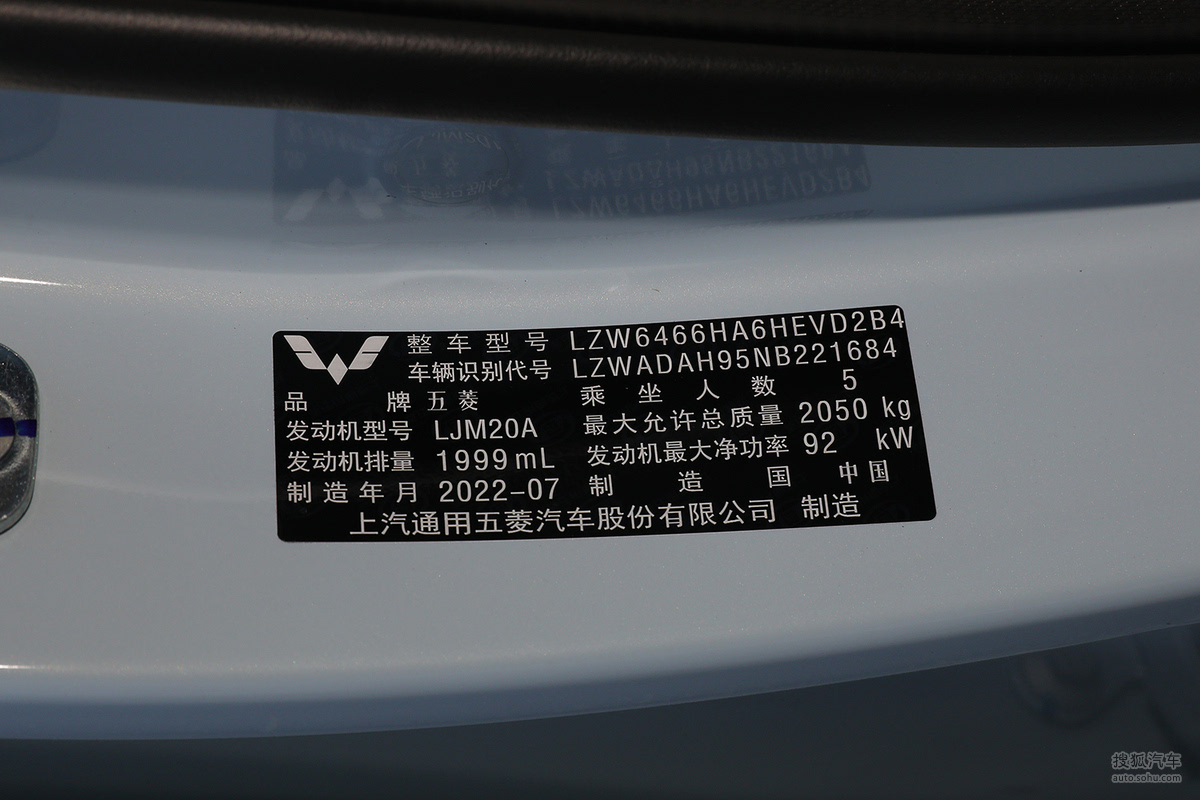 整车型号 LZW6466HA6HEVD2B4
车辆识别代号 LZWADAH95NB221684
品牌 五菱 乘坐人数 5
发动机型号 LJM20A 最大允许总质量 2050 kg
发动机排量 1999mL 发动机最大净功率 92 kW
制造年月 2022-07 制造国 中国
上汽通用五菱汽车股份有限公司 制造
搜狐汽车
auto.sohu.com